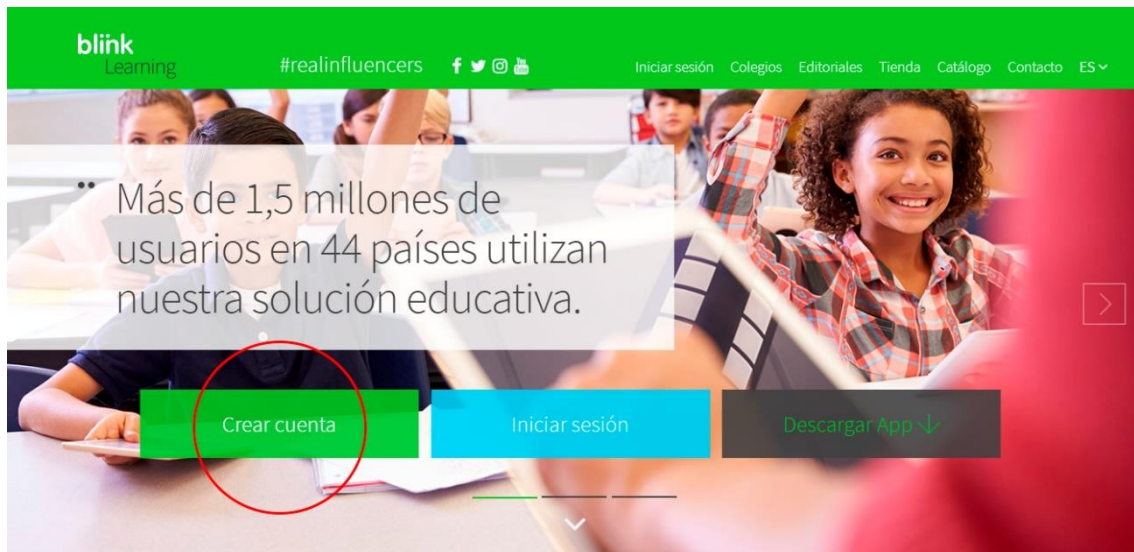 blink
Learning
#realinfluencers
Iniciar sesión Colegios Editoriales Tienda Catálogo Contacto ES
¨ Más de 1,5 millones de
usuarios en 44 países utilizan
nuestra solución educativa.
Crear cuenta
Iniciar sesión
Descargar App